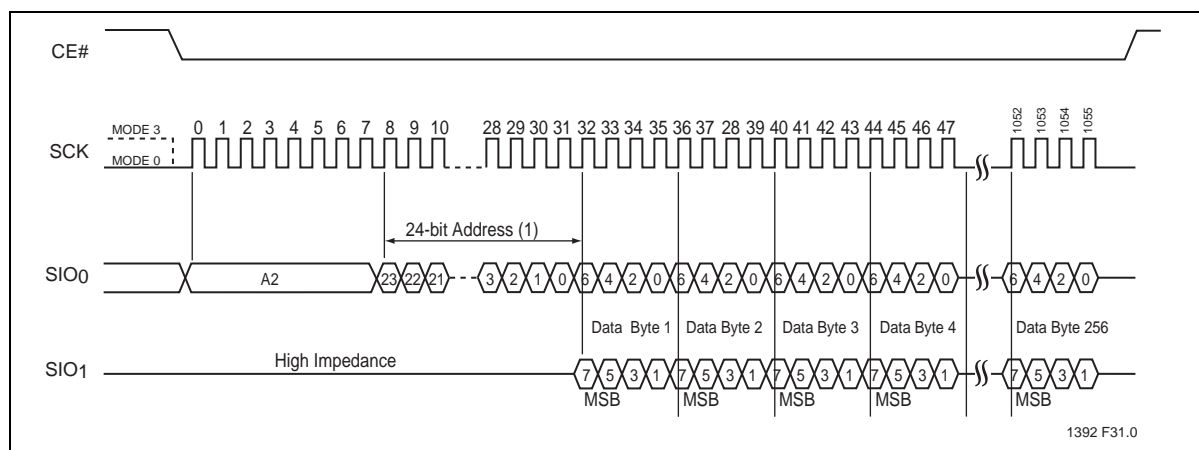 CE#
MODE 3
0 1 2 3 4 5 6 7 8 9 10 28 29 30 31 32 33 34 35 36 37 28 39 40 41 42 43 44 45 46 47 1052 1053 1054 1055
SCK
MODE 0
24-bit Address (1)
SIO0 A2 23 22 21 3 2 1 0 6 4 2 0 6 4 2 0 6 4 2 0 6 4 2 0 6 4 2 0
Data Byte 1 Data Byte 2 Data Byte 3 Data Byte 4 Data Byte 256
High Impedance
SIO1 7 5 3 1 7 5 3 1 7 5 3 1 7 5 3 1 7 5 3 1
MSB MSB MSB MSB MSB
1392 F31.0